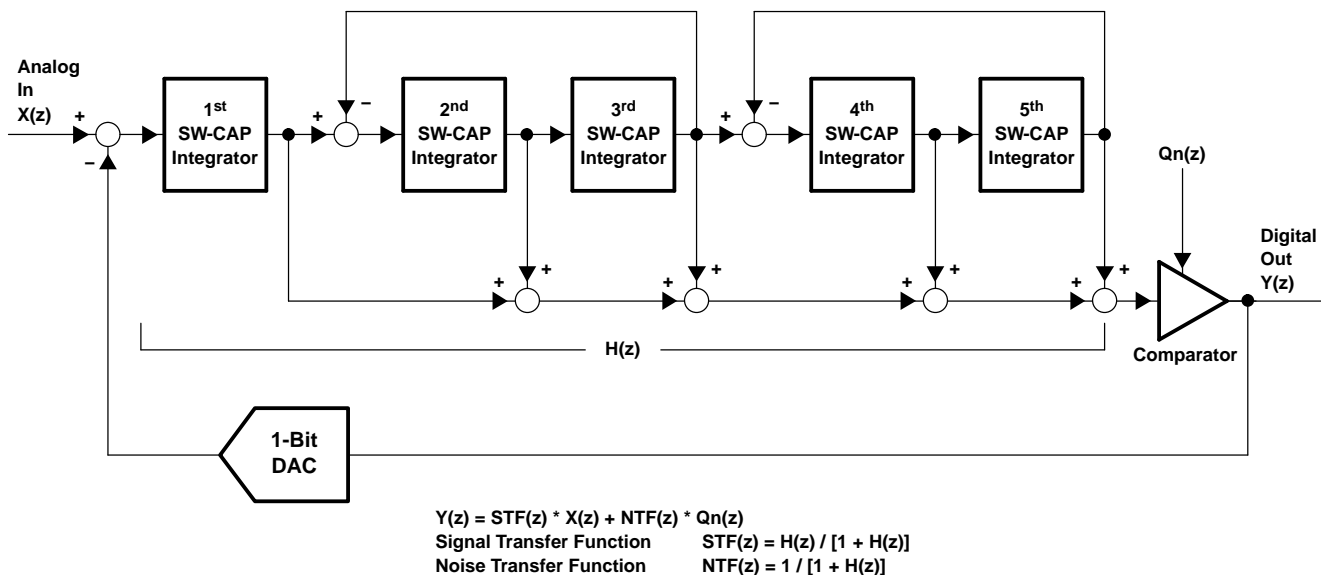 Analog
In
X(z)
+
−
1st
SW-CAP
Integrator
+
−
2nd
SW-CAP
Integrator
3rd
SW-CAP
Integrator
+
−
4th
SW-CAP
Integrator
5th
SW-CAP
Integrator
Qn(z)
+
+
+
+
+
+
+
+
Digital
Out
Y(z)
H(z)
Comparator
1-Bit
DAC
Y(z) = STF(z) * X(z) + NTF(z) * Qn(z)
Signal Transfer Function STF(z) = H(z) / [1 + H(z)]
Noise Transfer Function NTF(z) = 1 / [1 + H(z)]